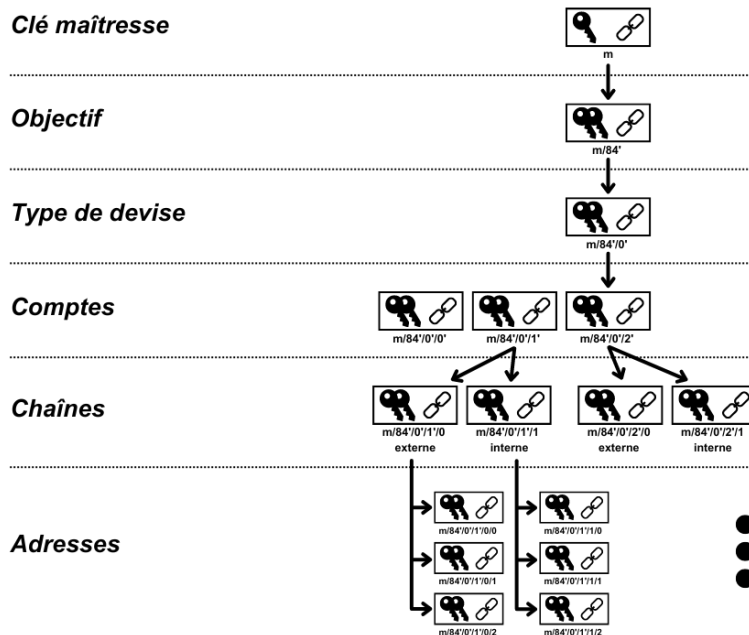 Clé maîtresse
m
Objectif
m/84'
Type de devise
m/84'/0'
Comptes
m/84'/0'/0'
m/84'/0'/1'
m/84'/0'/2'
Chaînes
m/84'/0'/1'/0
externe
m/84'/0'/1'/1
interne
m/84'/0'/2'/0
externe
m/84'/0'/2'/1
interne
Adresses
m/84'/0'/1'/0/0
m/84'/0'/1'/1/0
m/84'/0'/1'/0/1
m/84'/0'/1'/1/1
m/84'/0'/1'/0/2
m/84'/0'/1'/1/2